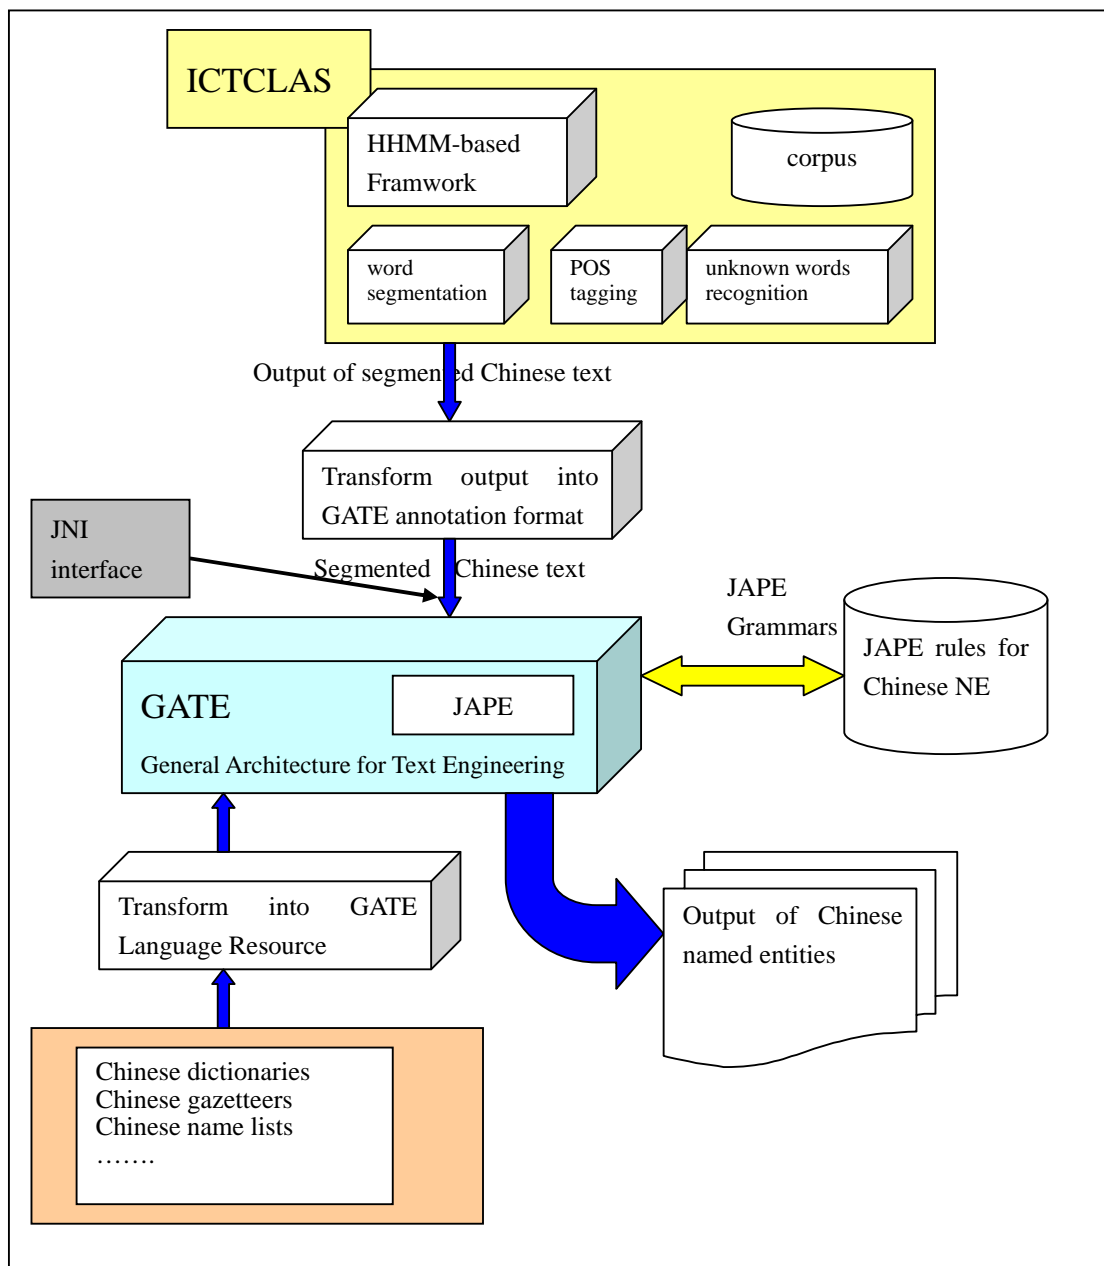 ICTCLAS
HHMM-based
Framwork
corpus
word
segmentation
POS
tagging
unknown words
recognition
Output of segmented Chinese text
Transform output into
GATE annotation format
JNI
interface
Segmented Chinese text
JAPE
Grammars
JAPE rules for
Chinese NE
GATE
JAPE
General Architecture for Text Engineering
Transform into GATE
Language Resource
Output of Chinese
named entities
Chinese dictionaries
Chinese gazetteers
Chinese name lists
…….